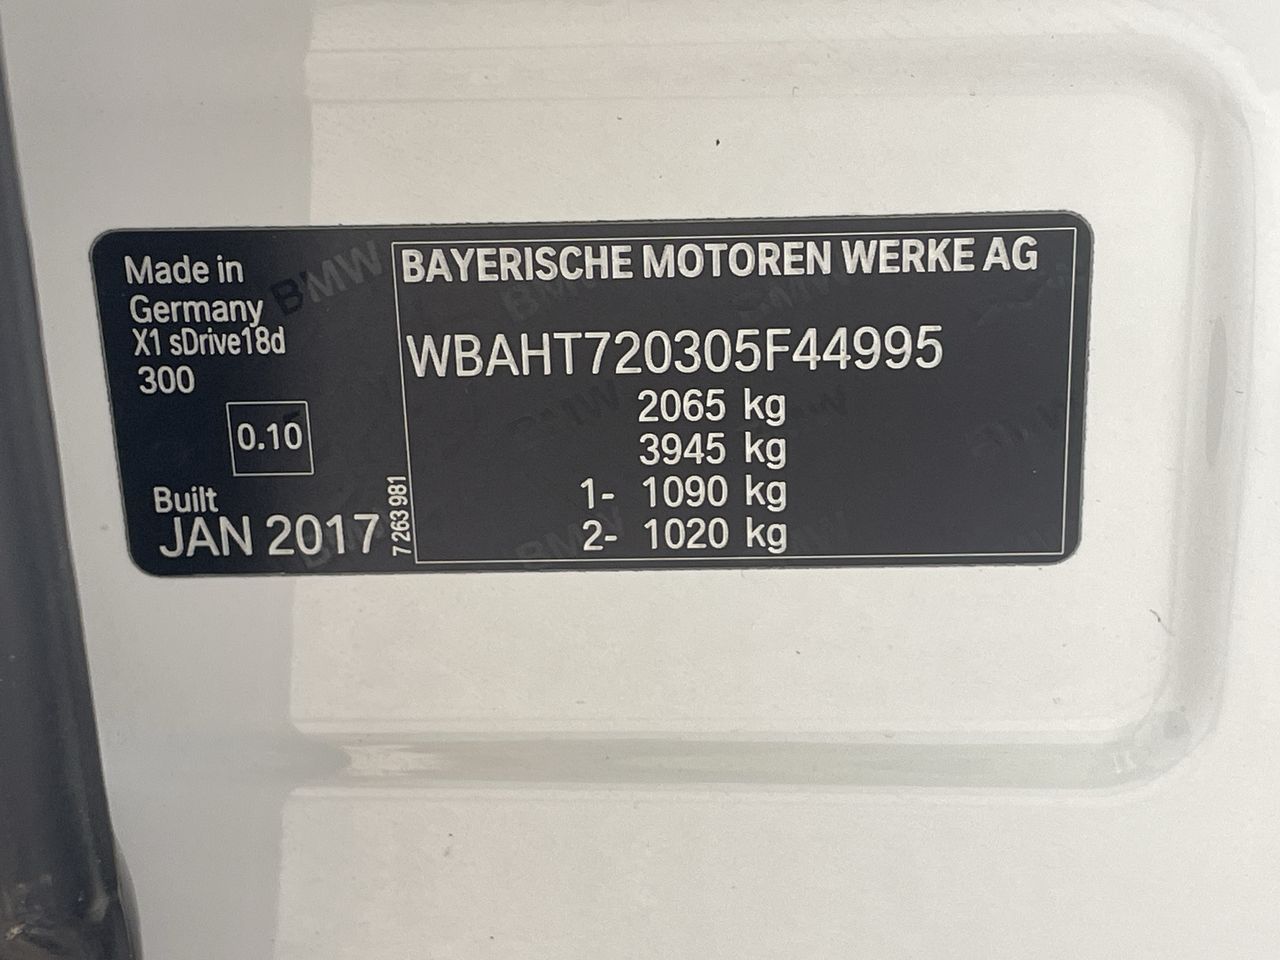 Made in
Germany
X1 sDrive18d
300
0.10
Built
JAN 2017
7 263 981
BAYERISCHE MOTOREN WERKE AG
WBAHT720305F44995
2065 kg
3945 kg
1- 1090 kg
2- 1020 kg
BMW